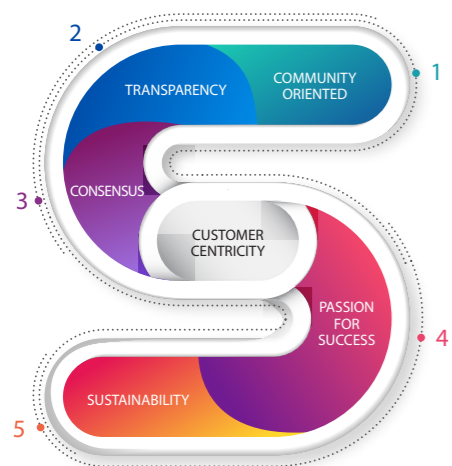 2
1
TRANSPARENCY
COMMUNITY
ORIENTED
3
CONSENSUS
CUSTOMER
CENTRICITY
PASSION
FOR
SUCCESS
4
SUSTAINABILITY
5